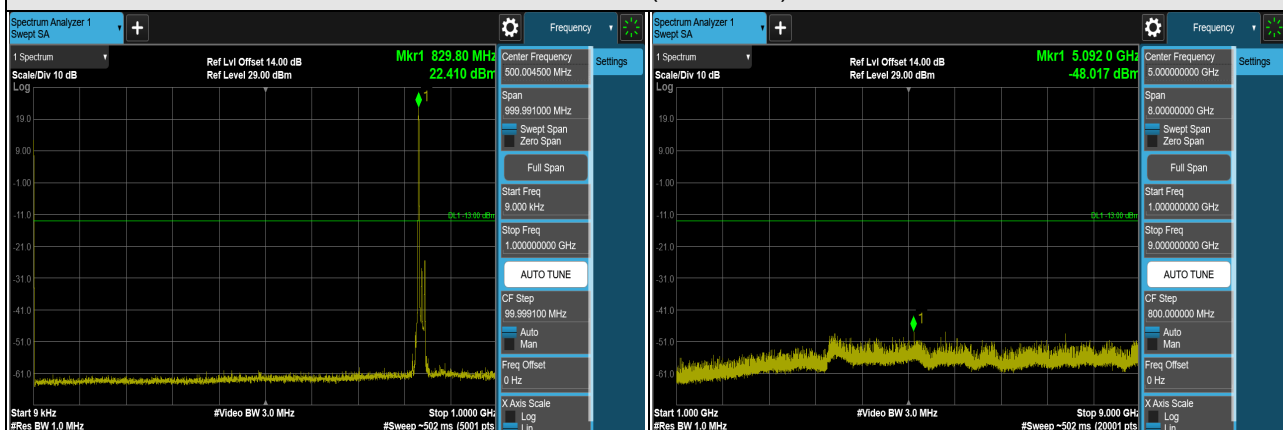 Spectrum Analyzer 1
Swept SA
+
Frequency
1 Spectrum
Scale/Div 10 dB
Log
Ref Lvl Offset 14.00 dB
Ref Level 29.00 dBm
Mkr1 829.80 MHz
22.410 dBm
1
19.0
9.00
-1.00
-11.0
DL1 -13.00 dBm
-21.0
-31.0
-41.0
-51.0
-61.0
Start 9 kHz
#Res BW 1.0 MHz
#Video BW 3.0 MHz
Stop 1.0000 GHz
#Sweep ~502 ms (5001 pts)
Center Frequency
500.004500 MHz
Settings
Span
999.991000 MHz
Swept Span
Zero Span
Full Span
Start Freq
9.000 kHz
Stop Freq
1.000000000 GHz
AUTO TUNE
CF Step
99.999100 MHz
Auto
Man
Freq Offset
0 Hz
X Axis Scale
Log
Lin
Spectrum Analyzer 1
Swept SA
+
Frequency
1 Spectrum
Scale/Div 10 dB
Log
Ref Lvl Offset 14.00 dB
Ref Level 29.00 dBm
Mkr1 5.092 0 GHz
-48.017 dBm
1
19.0
9.00
-1.00
-11.0
DL1 -13.00 dBm
-21.0
-31.0
-41.0
-51.0
-61.0
Start 1.000 GHz
#Res BW 1.0 MHz
#Video BW 3.0 MHz
Stop 9.000 GHz
#Sweep ~502 ms (20001 pts)
Center Frequency
5.000000000 GHz
Settings
Span
8.00000000 GHz
Swept Span
Zero Span
Full Span
Start Freq
1.000000000 GHz
Stop Freq
9.000000000 GHz
AUTO TUNE
CF Step
800.000000 MHz
Auto
Man
Freq Offset
0 Hz
X Axis Scale
Log
Lin